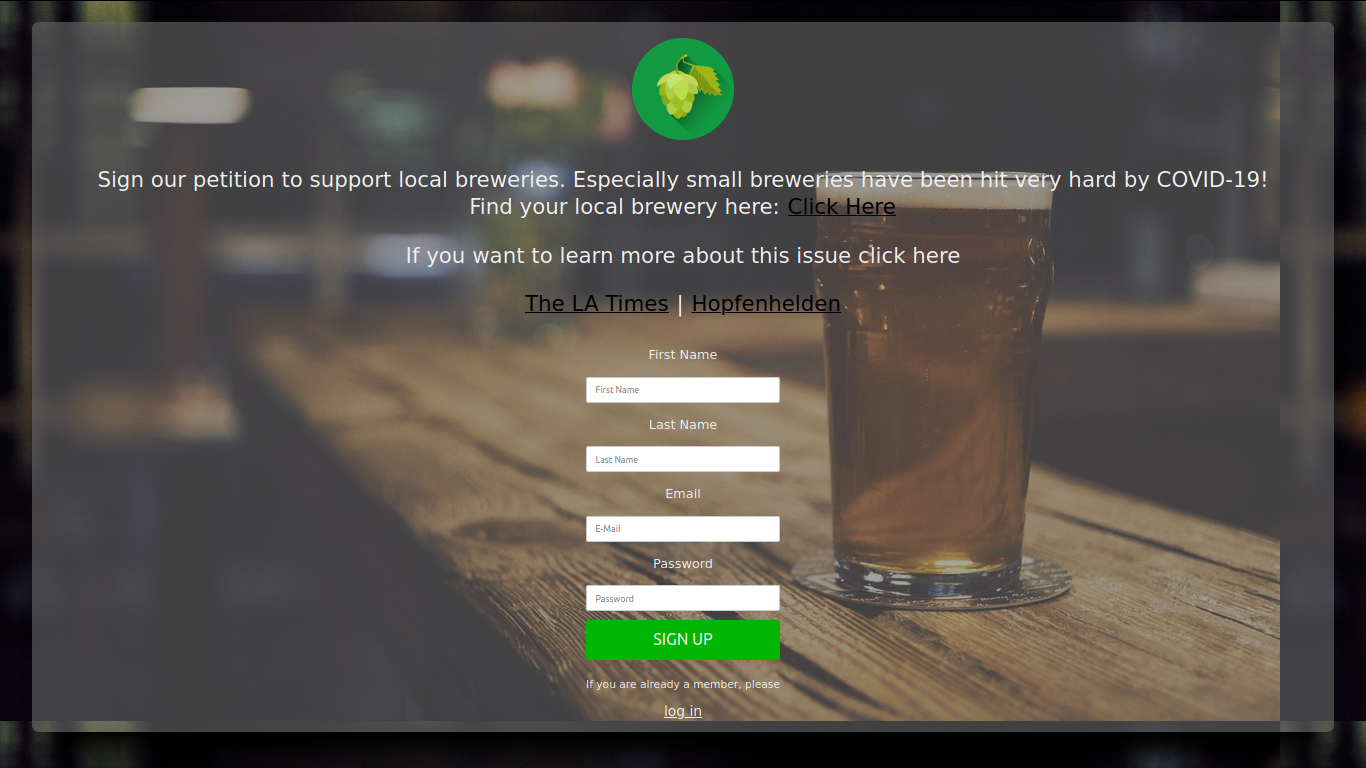 Sign our petition to support local breweries. Especially small breweries have been hit very hard by COVID-19!
Find your local brewery here: Click Here
If you want to learn more about this issue click here
The LA Times | Hopfenhelden
First Name
First Name
Last Name
Last Name
Email
E-Mail
Password
Password
SIGN UP
If you are already a member, please
log in